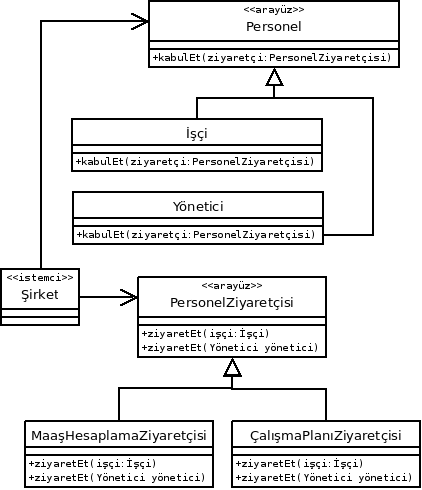 <<arayüz>>
Personel
+kabulEt(ziyaretçi:PersonelZiyaretçisi)
İşçi
+kabulEt(ziyaretçi:PersonelZiyaretçisi)
Yönetici
+kabulEt(ziyaretçi:PersonelZiyaretçisi)
<<istemci>>
Şirket
<<arayüz>>
PersonelZiyaretçisi
+ziyaretEt(işçi:İşçi)
+ziyaretEt(Yönetici yönetici)
MaaşHesaplamaZiyaretçisi
+ziyaretEt(işçi:İşçi)
+ziyaretEt(Yönetici yönetici)
ÇalışmaPlanıZiyaretçisi
+ziyaretEt(işçi:İşçi)
+ziyaretEt(Yönetici yönetici)